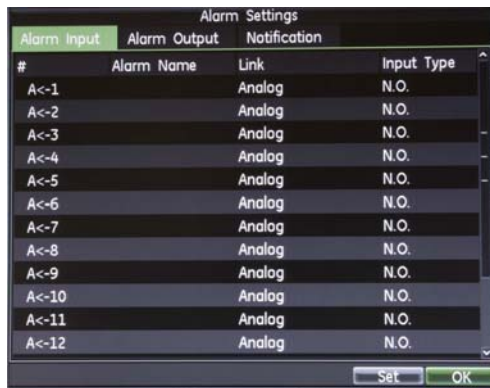 Alarm Settings
Alarm Input Alarm Output Notification
# Alarm Name Link Input Type
A<-1 Analog N.O.
A<-2 Analog N.O.
A<-3 Analog N.O.
A<-4 Analog N.O.
A<-5 Analog N.O.
A<-6 Analog N.O.
A<-7 Analog N.O.
A<-8 Analog N.O.
A<-9 Analog N.O.
A<-10 Analog N.O.
A<-11 Analog N.O.
A<-12 Analog N.O.
Set OK